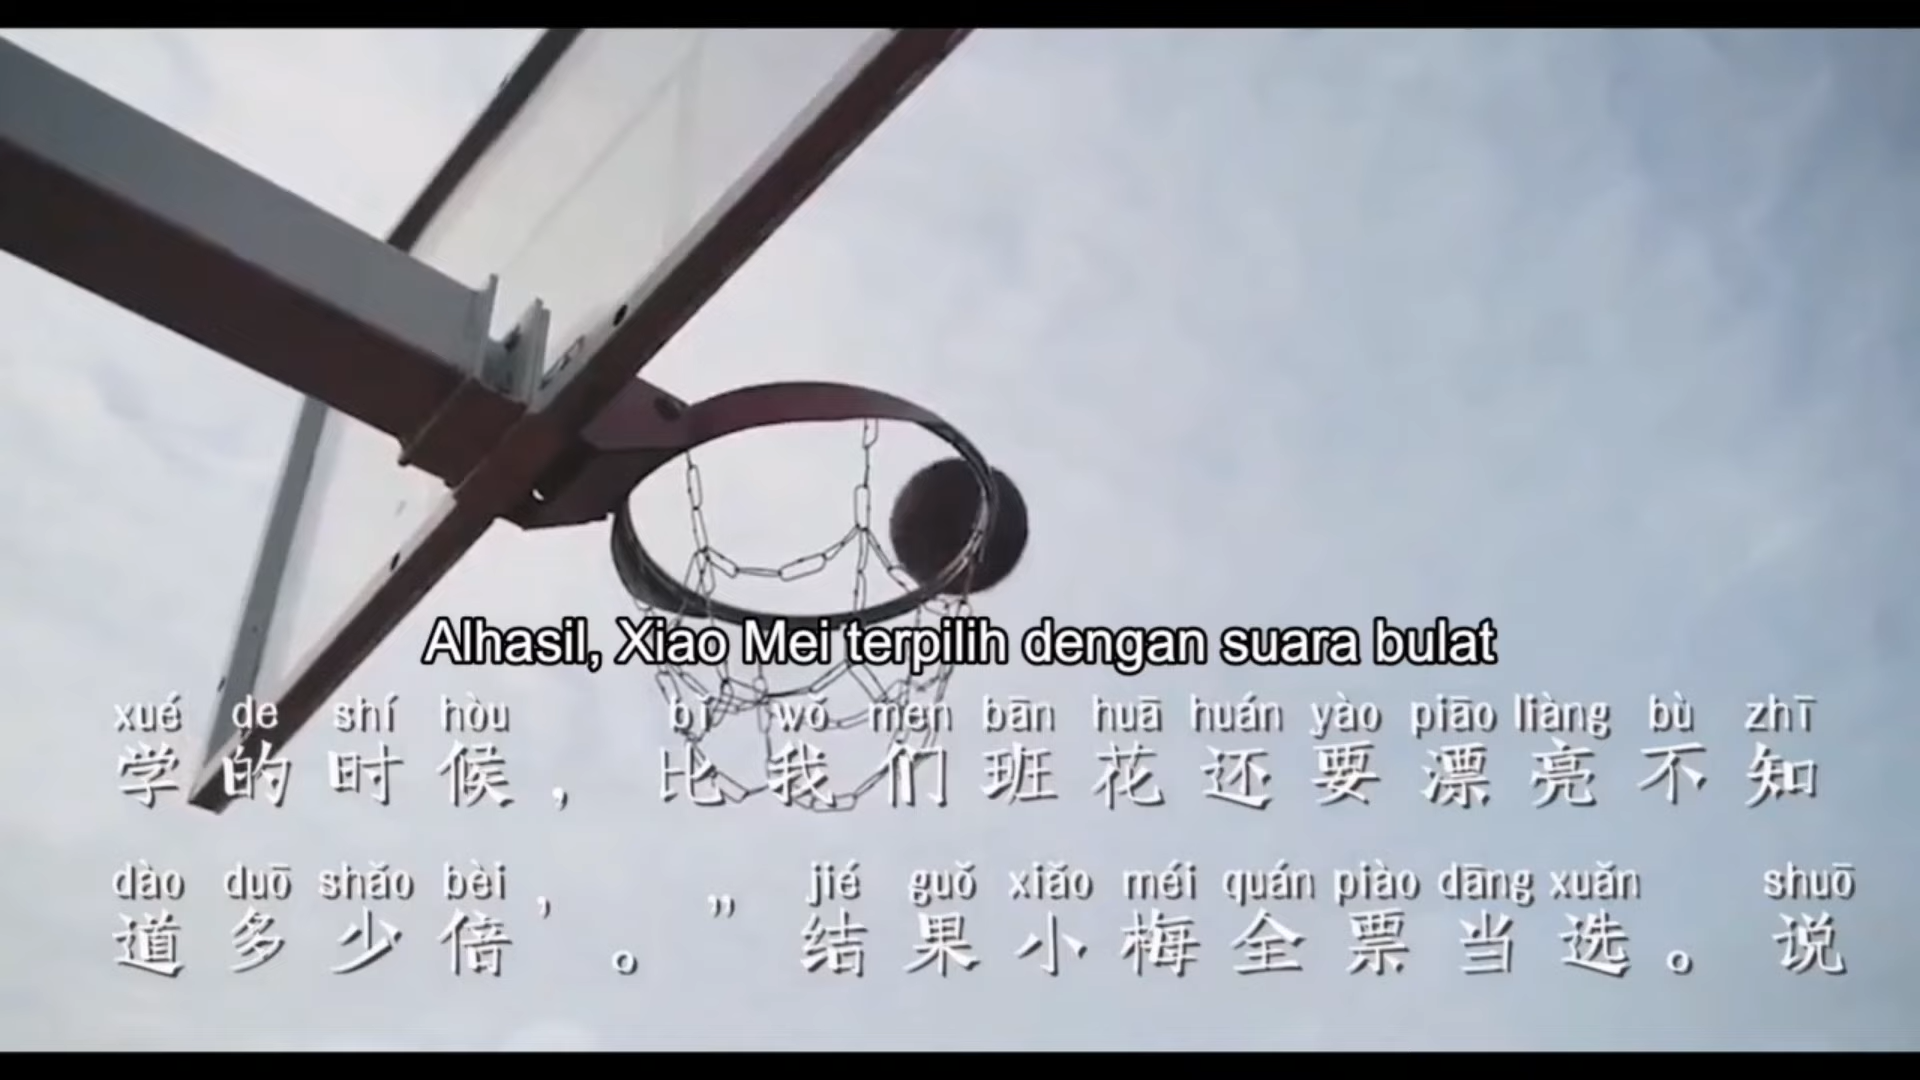 Alhasil, Xiao Mei terpilih dengan suara bulat
xué de shí hòu bǐ wǒ men bān huā huán yào piāo liàng bù zhī
学的时候，比我们班花还要漂亮不知
dào duō shǎo bèi， ” jié guǒ xiǎo méi quán piào dāng xuǎn shuō
道多少倍。”结果小梅全票当选。说